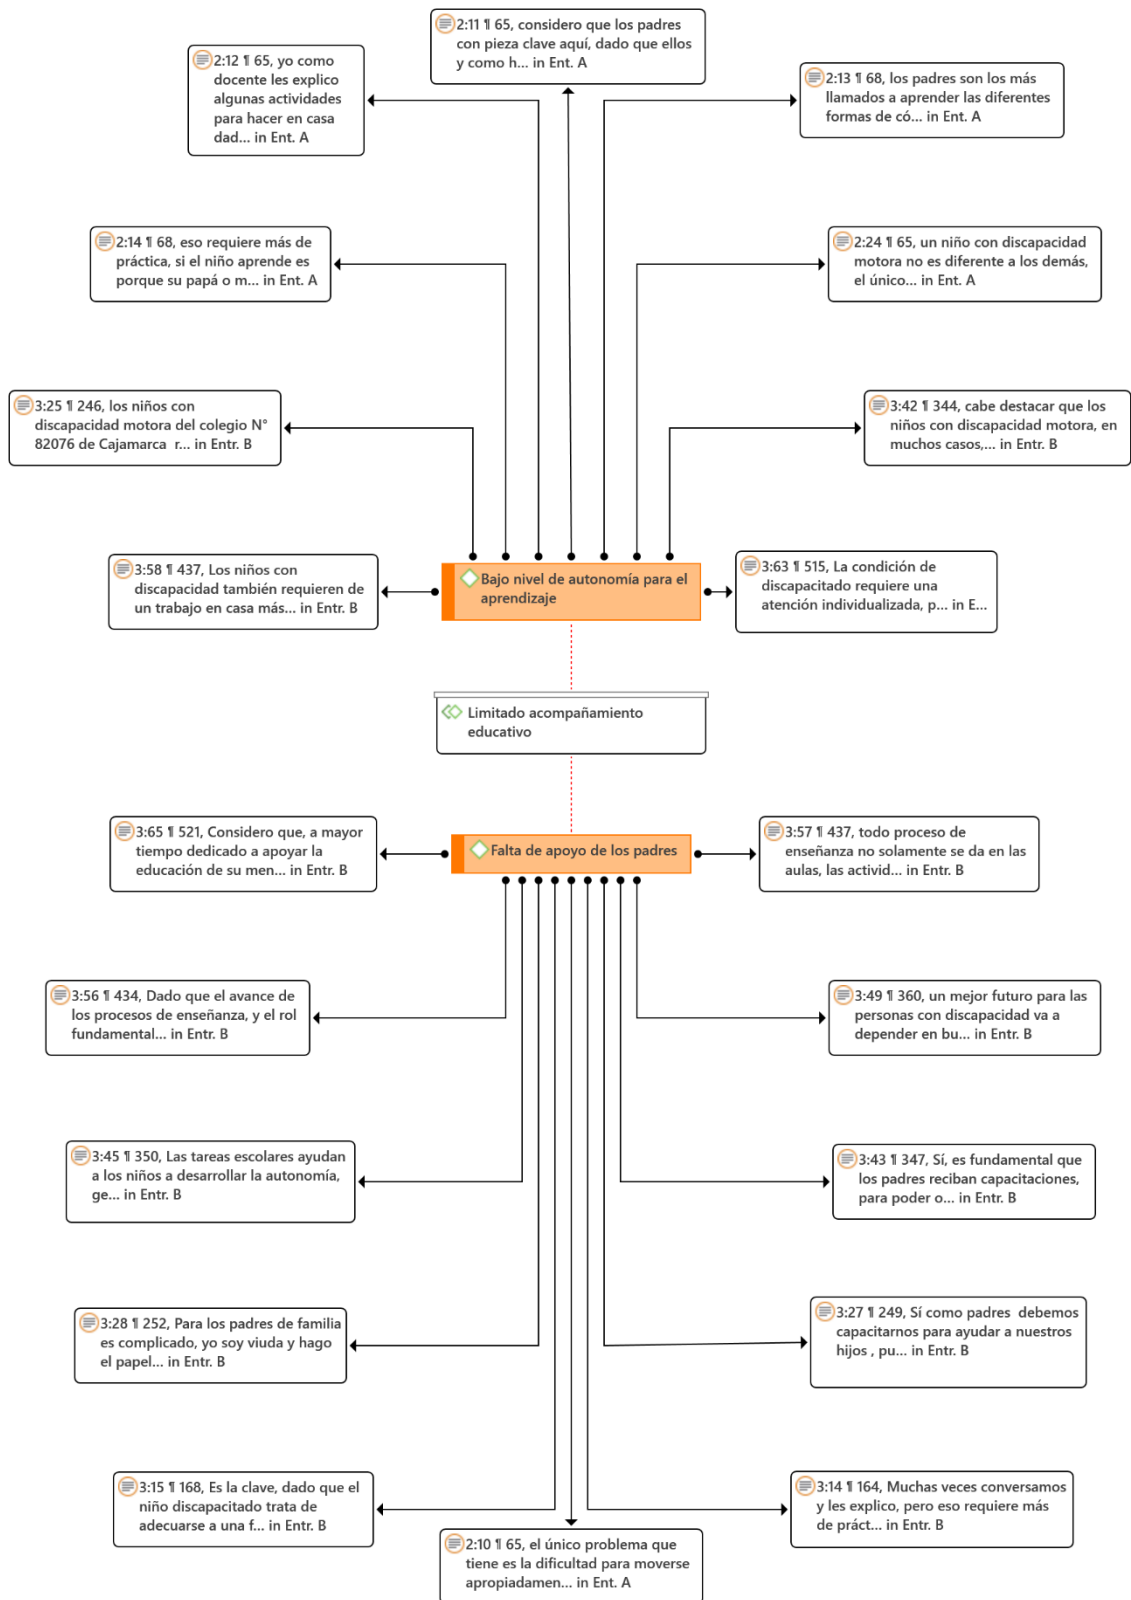 2:11 ¶ 65, considero que los padres
con pieza clave aquí, dado que ellos
y como h... in Ent. A
2:12 ¶ 65, yo como
docente les explico
algunas actividades
para hacer en casa
dad... in Ent. A
2:13 ¶ 68, los padres son los más
llamados a aprender las diferentes
formas de có... in Ent. A
2:14 ¶ 68, eso requiere más de
práctica, si el niño aprende es
porque su papá o m... in Ent. A
2:24 ¶ 65, un niño con discapacidad
motora no es diferente a los demás,
el único... in Ent. A
3:25 ¶ 246, los niños con
discapacidad motora del colegio N°
82076 de Cajamarca r... in Entr. B
3:42 ¶ 344, cabe destacar que los
niños con discapacidad motora, en
muchos casos,... in Entr. B
3:58 ¶ 437, Los niños con
discapacidad también requieren de
un trabajo en casa más... in Entr. B
Bajo nivel de autonomía para el
aprendizaje
3:63 ¶ 515, La condición de
discapacitado requiere una
atención individualizada, p... in E...
Limitado acompañamiento
educativo
3:65 ¶ 521, Considero que, a mayor
tiempo dedicado a apoyar la
educación de su men... in Entr. B
Falta de apoyo de los padres
3:57 ¶ 437, todo proceso de
enseñanza no solamente se da en las
aulas, las activid... in Entr. B
3:56 ¶ 434, Dado que el avance de
los procesos de enseñanza, y el rol
fundamental... in Entr. B
3:49 ¶ 360, un mejor futuro para las
personas con discapacidad va a
depender en bu... in Entr. B
3:45 ¶ 350, Las tareas escolares ayudan
a los niños a desarrollar la autonomía,
ge... in Entr. B
3:43 ¶ 347, Sí, es fundamental que
los padres reciban capacitaciones,
para poder o... in Entr. B
3:28 ¶ 252, Para los padres de familia
es complicado, yo soy viuda y hago
el papel... in Entr. B
3:27 ¶ 249, Sí como padres debemos
capacitarnos para ayudar a nuestros
hijos , pu... in Entr. B
3:15 ¶ 168, Es la clave, dado que el
niño discapacitado trata de
adecuarse a una f... in Entr. B
3:14 ¶ 164, Muchas veces conversamos
y les explico, pero eso requiere más
de práct... in Entr. B
2:10 ¶ 65, el único problema que
tiene es la dificultad para moverse
apropiadamen... in Ent. A